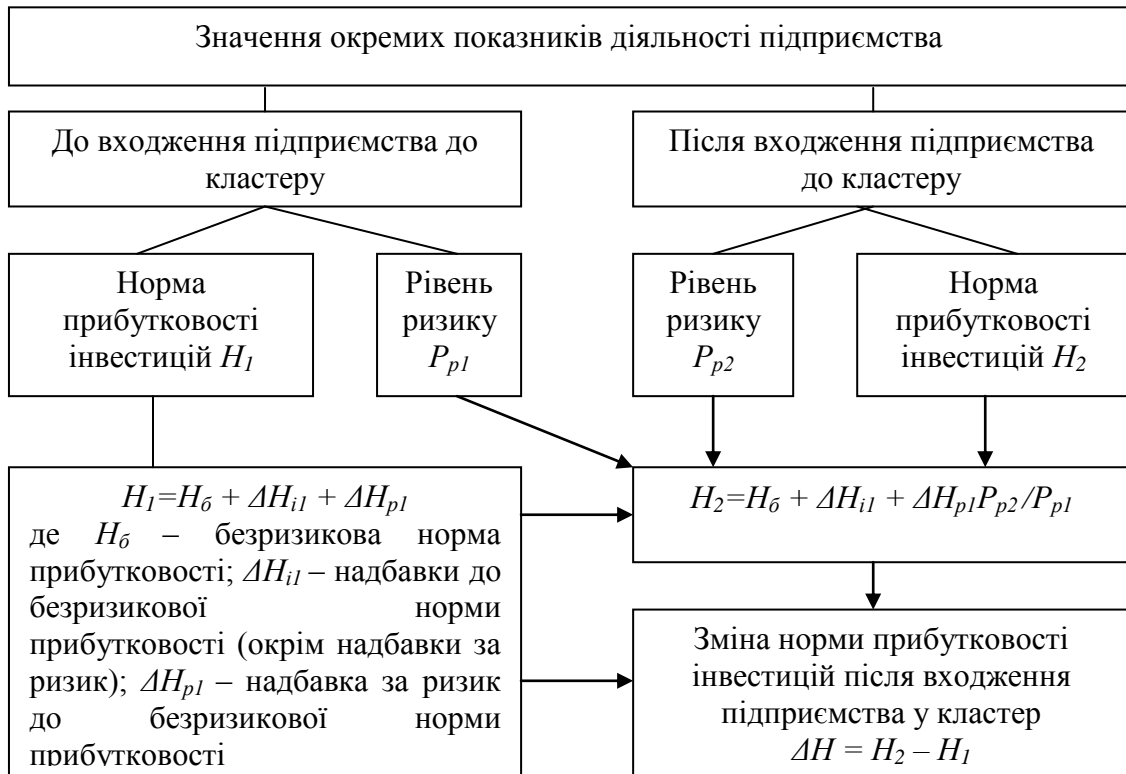 Значення окремих показників діяльності підприємства
До входження підприємства до
кластеру
Після входження підприємства
до кластеру
Норма
прибутковості
інвестицій H₁
Рівень
ризику
Pₚ₁
Рівень
ризику
Pₚ₂
Норма
прибутковості
інвестицій H₂
H₁=H_б + ΔHᵢ₁ + ΔHₚ₁
де H_б – безризикова норма
прибутковості; ΔHᵢ₁ – надбавки до
безризикової норми
прибутковості (окрім надбавки за
ризик); ΔHₚ₁ – надбавка за ризик
до безризикової норми
прибутковості
H₂=H_б + ΔHᵢ₁ + ΔHₚ₁Pₚ₂/Pₚ₁
Зміна норми прибутковості
інвестицій після входження
підприємства у кластер
ΔH = H₂ – H₁